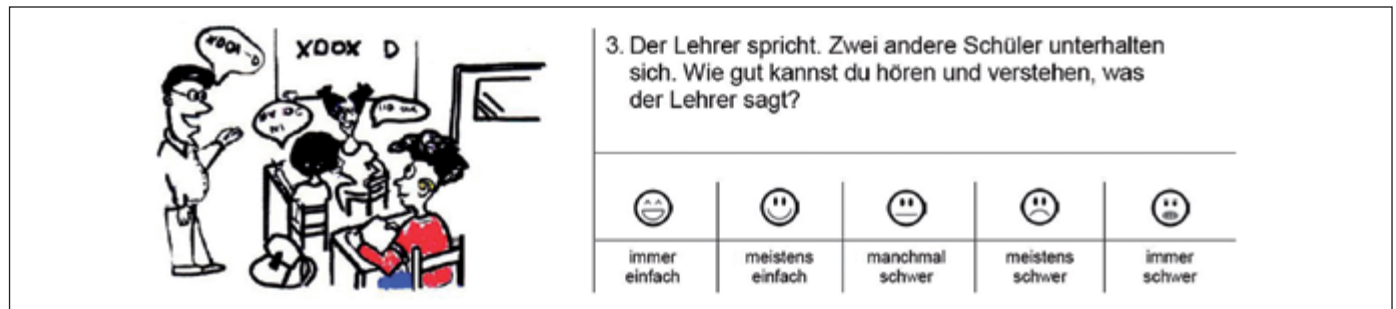 XOOX D
3. Der Lehrer spricht. Zwei andere Schüler unterhalten
sich. Wie gut kannst du hören und verstehen, was
der Lehrer sagt?
immer
einfach
meistens
einfach
manchmal
schwer
meistens
schwer
immer
schwer